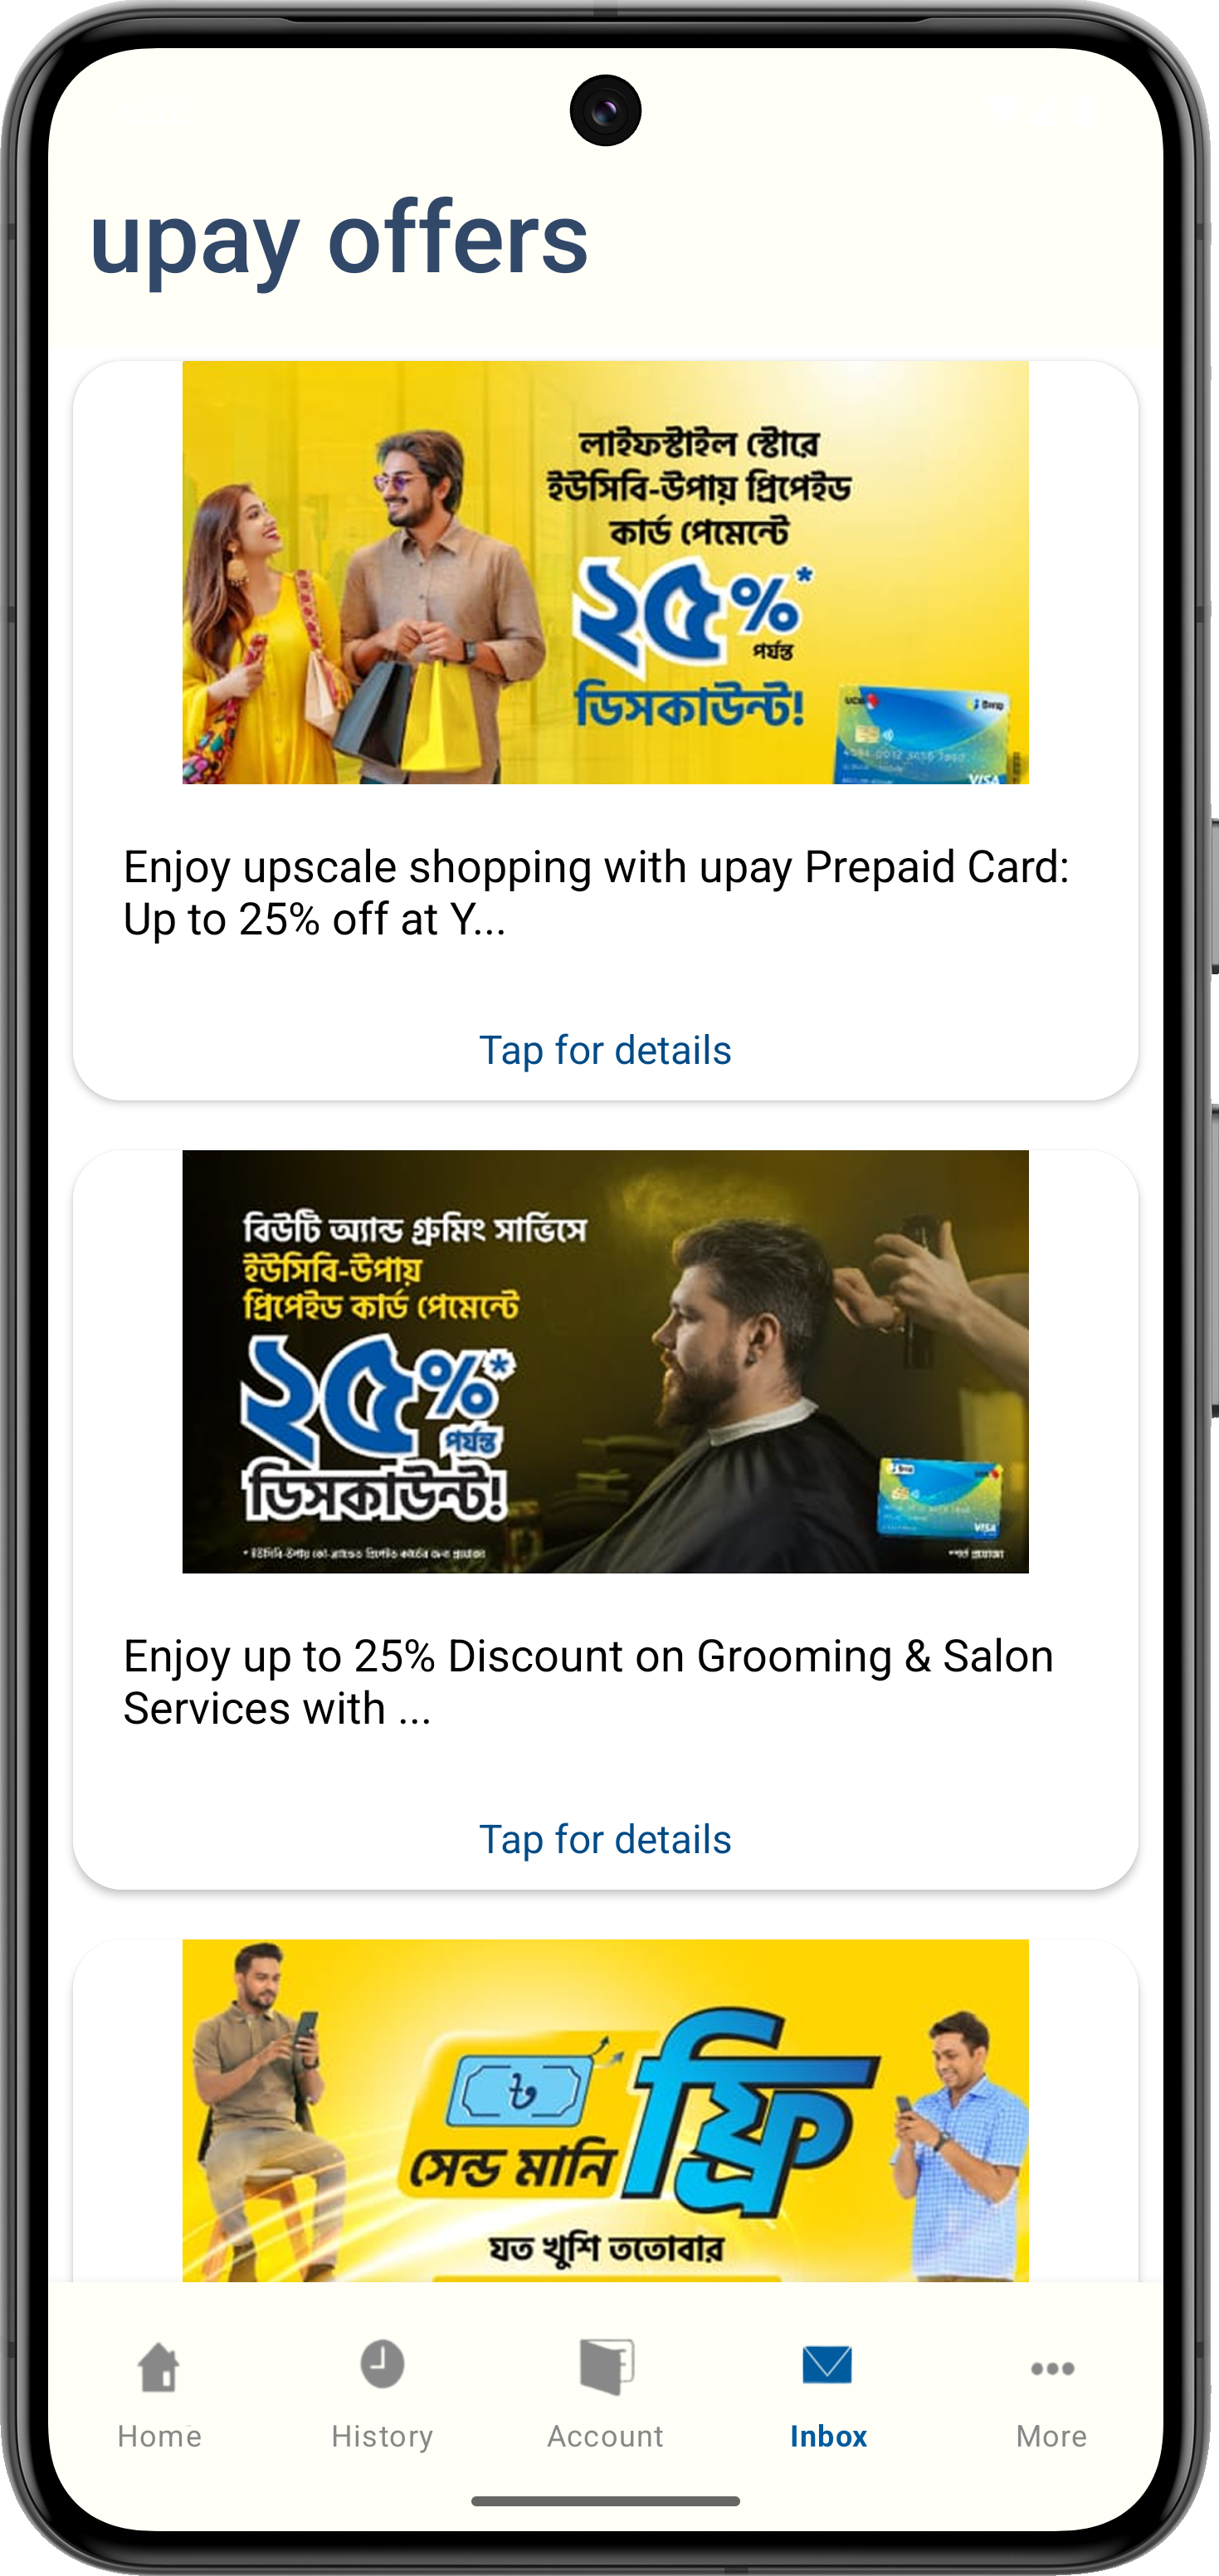 upay offers
লাইফস্টাইল স্টোরে
ইউসিবি-উপায় প্রিপেইড
কার্ড পেমেন্টে
২৫%*
পর্যন্ত
ডিসকাউন্ট!
VISA
Enjoy upscale shopping with upay Prepaid Card:
Up to 25% off at Y...
Tap for details
বিউটি অ্যান্ড গ্রুমিং সার্ভিসে
ইউসিবি-উপায়
প্রিপেইড কার্ড পেমেন্টে
২৫%*
পর্যন্ত
ডিসকাউন্ট!
VISA
Enjoy up to 25% Discount on Grooming & Salon
Services with ...
Tap for details
৳
সেন্ড মানি ফ্রি
যত খুশি ততোবার
Home
History
Account
Inbox
More